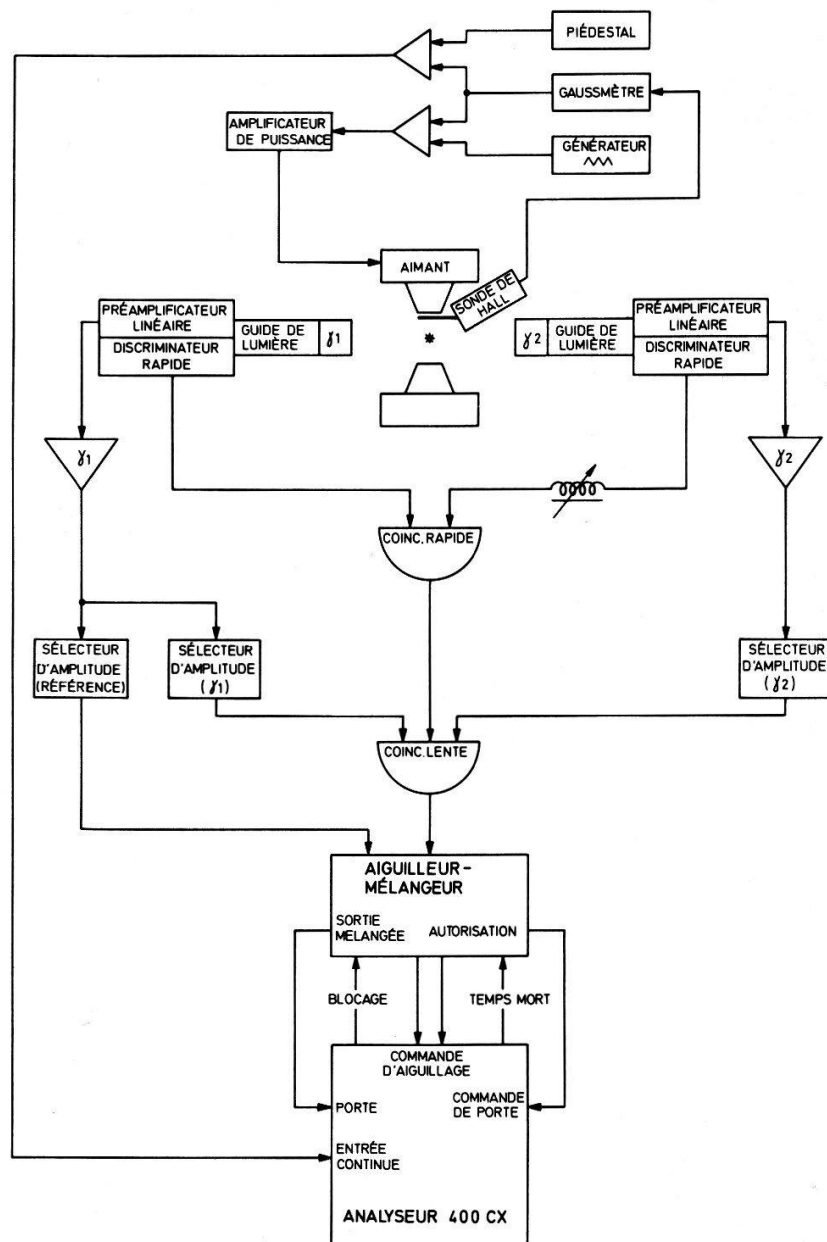 PIÉDESTAL
GAUSSMÈTRE
AMPLIFICATEUR
DE PUISSANCE
GÉNÉRATEUR
AIMANT
SONDE DE
HALL
PRÉAMPLIFICATEUR
LINÉAIRE
DISCRIMINATEUR
RAPIDE
GUIDE DE
LUMIÈRE
γ1
γ2
GUIDE DE
LUMIÈRE
PRÉAMPLIFICATEUR
LINÉAIRE
DISCRIMINATEUR
RAPIDE
γ1
γ2
COINC. RAPIDE
SÉLECTEUR
D'AMPLITUDE
(RÉFÉRENCE)
SÉLECTEUR
D'AMPLITUDE
(γ1)
SÉLECTEUR
D'AMPLITUDE
(γ2)
COINC. LENTE
AIGUILLEUR-
MÉLANGEUR
SORTIE
MELANGÉE
AUTORISATION
BLOCAGE
TEMPS MORT
COMMANDE
D'AIGUILLAGE
PORTE
COMMANDE
DE PORTE
ENTRÉE
CONTINUE
ANALYSEUR 400 CX